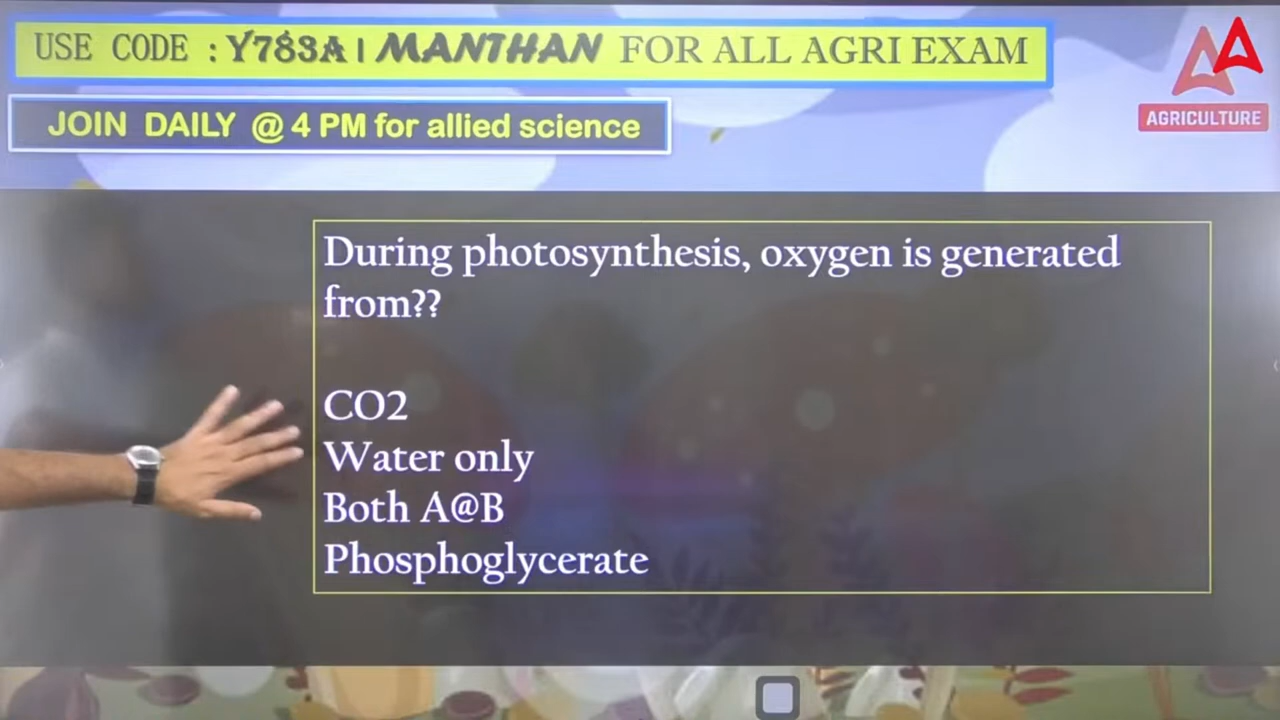 USE CODE : Y783A | MANTHAN FOR ALL AGRI EXAM
JOIN DAILY @ 4 PM for allied science
AGRICULTURE
During photosynthesis, oxygen is generated
from??
CO2
Water only
Both A@B
Phosphoglycerate